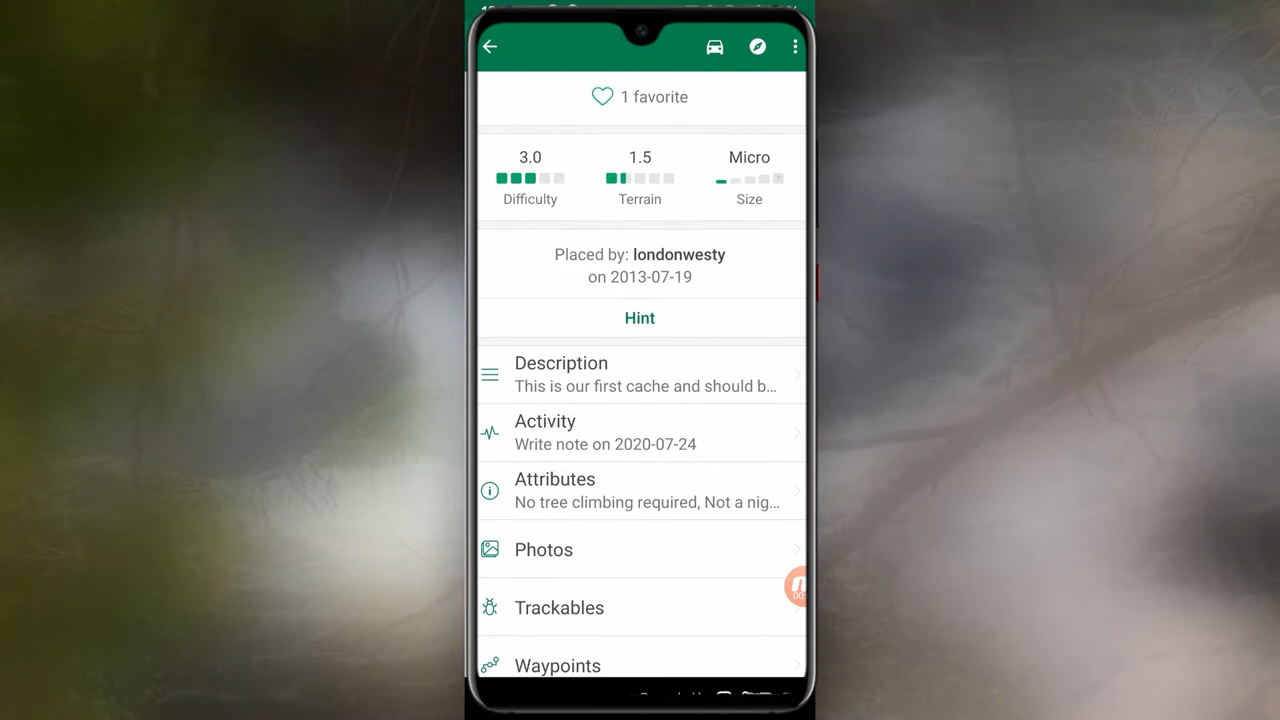 1 favorite
3.0 1.5 Micro
Difficulty Terrain Size
Placed by: londonwesty
on 2013-07-19
Hint
Description
This is our first cache and should b...
Activity
Write note on 2020-07-24
Attributes
No tree climbing required, Not a nig...
Photos
Trackables
Waypoints